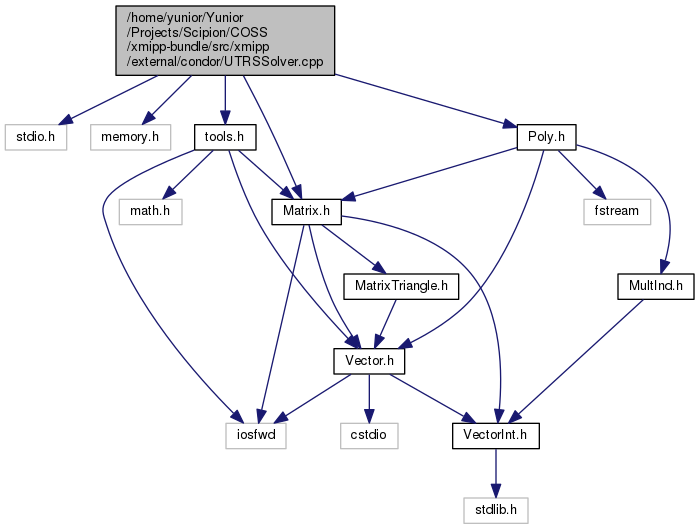 /home/yunior/Yunior
/Projects/Scipion/COSS
/xmipp-bundle/src/xmipp
/external/condor/UTRSSolver.cpp
stdio.h
memory.h
tools.h
Poly.h
math.h
Matrix.h
fstream
MatrixTriangle.h
MultInd.h
Vector.h
iosfwd
cstdio
VectorInt.h
stdlib.h